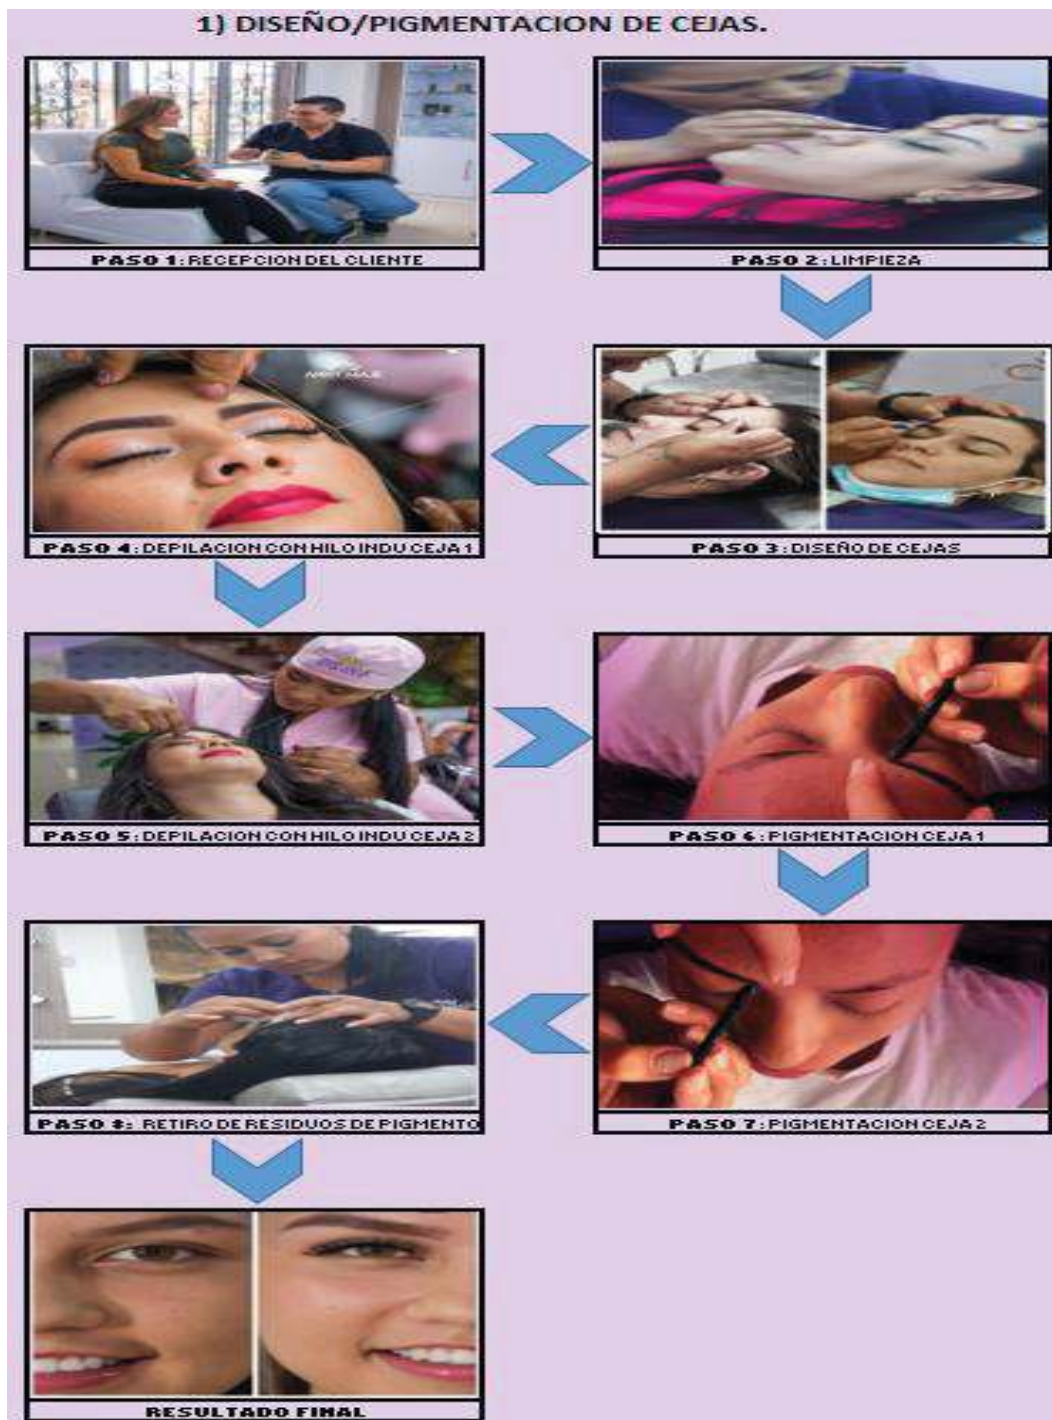 1) DISEÑO/PIGMENTACION DE CEJAS.
PASO 1: RECEPCION DEL CLIENTE
PASO 2: LIMPIEZA
PASO 3: DISEÑO DE CEJAS
PASO 4: DEPILACION CON HILO INDU CEJA 1
PASO 5: DEPILACION CON HILO INDU CEJA 2
PASO 6: PIGMENTACION CEJA 1
PASO 7: PIGMENTACION CEJA 2
PASO 8: RETIRO DE RESIDUOS DE PIGMENTO
RESULTADO FINAL